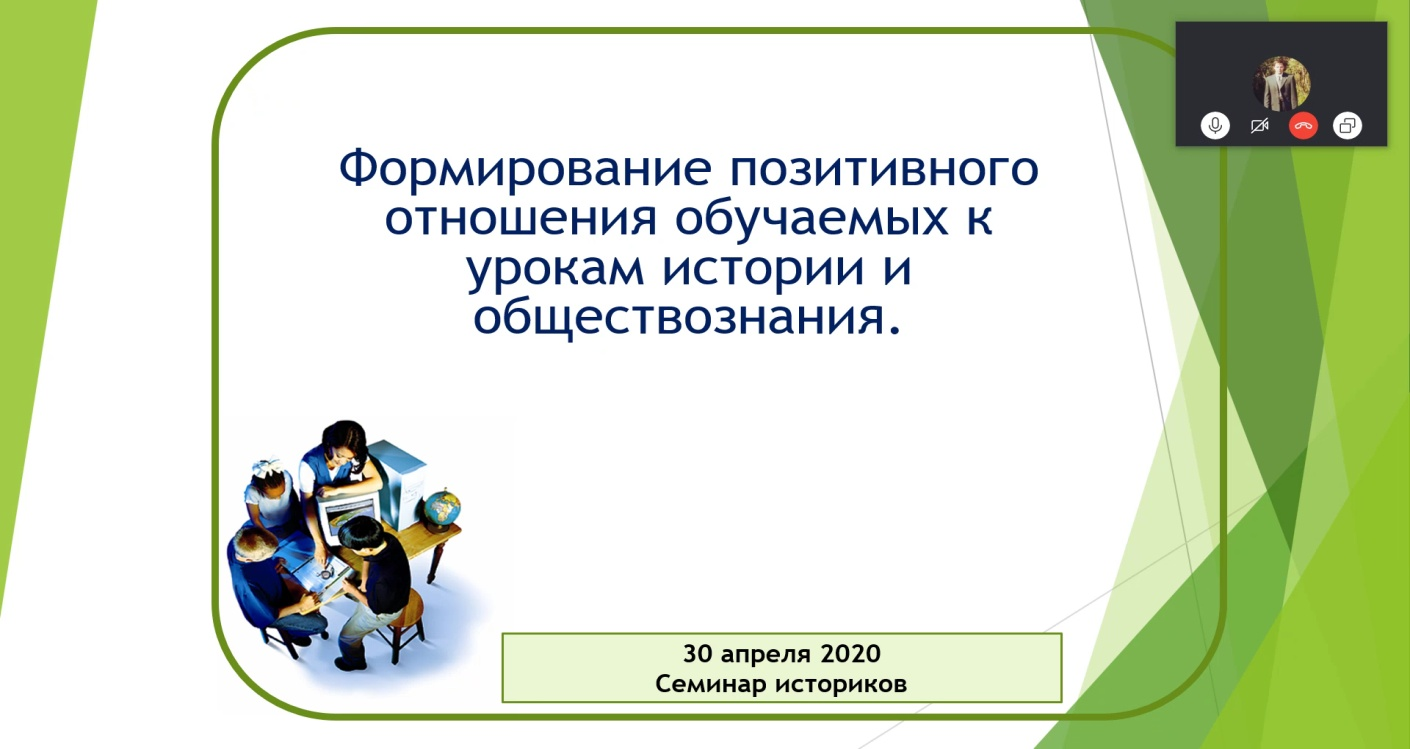 Формирование позитивного
отношения обучаемых к
урокам истории и
обществознания.
30 апреля 2020
Семинар историков